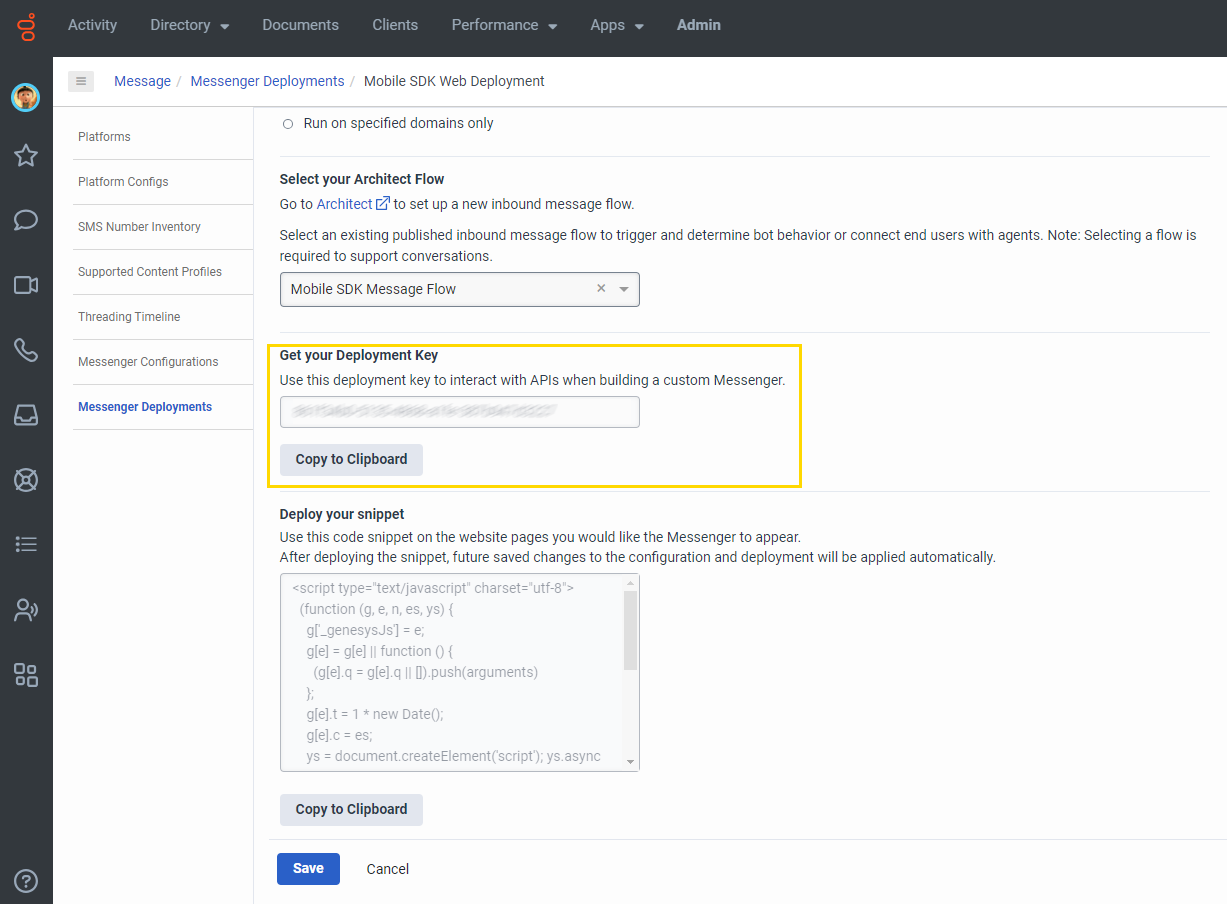 Activity Directory Documents Clients Performance Apps Admin
Message / Messenger Deployments / Mobile SDK Web Deployment
Platforms
Platform Configs
SMS Number Inventory
Supported Content Profiles
Threading Timeline
Messenger Configurations
Messenger Deployments
Run on specified domains only
Select your Architect Flow
Go to Architect to set up a new inbound message flow.
Select an existing published inbound message flow to trigger and determine bot behavior or connect end users with agents. Note: Selecting a flow is
required to support conversations.
Mobile SDK Message Flow
Get your Deployment Key
Use this deployment key to interact with APIs when building a custom Messenger.
Copy to Clipboard
Deploy your snippet
Use this code snippet on the website pages you would like the Messenger to appear.
After deploying the snippet, future saved changes to the configuration and deployment will be applied automatically.
<script type="text/javascript" charset="utf-8">
(function (g, e, n, es, ys) {
g['_genesysJs'] = e;
g[e] = g[e] || function () {
(g[e].q = g[e].q || []).push(arguments)
};
g[e].t = 1 * new Date();
g[e].c = es;
ys = document.createElement('script'); ys.async
Copy to Clipboard
Save Cancel